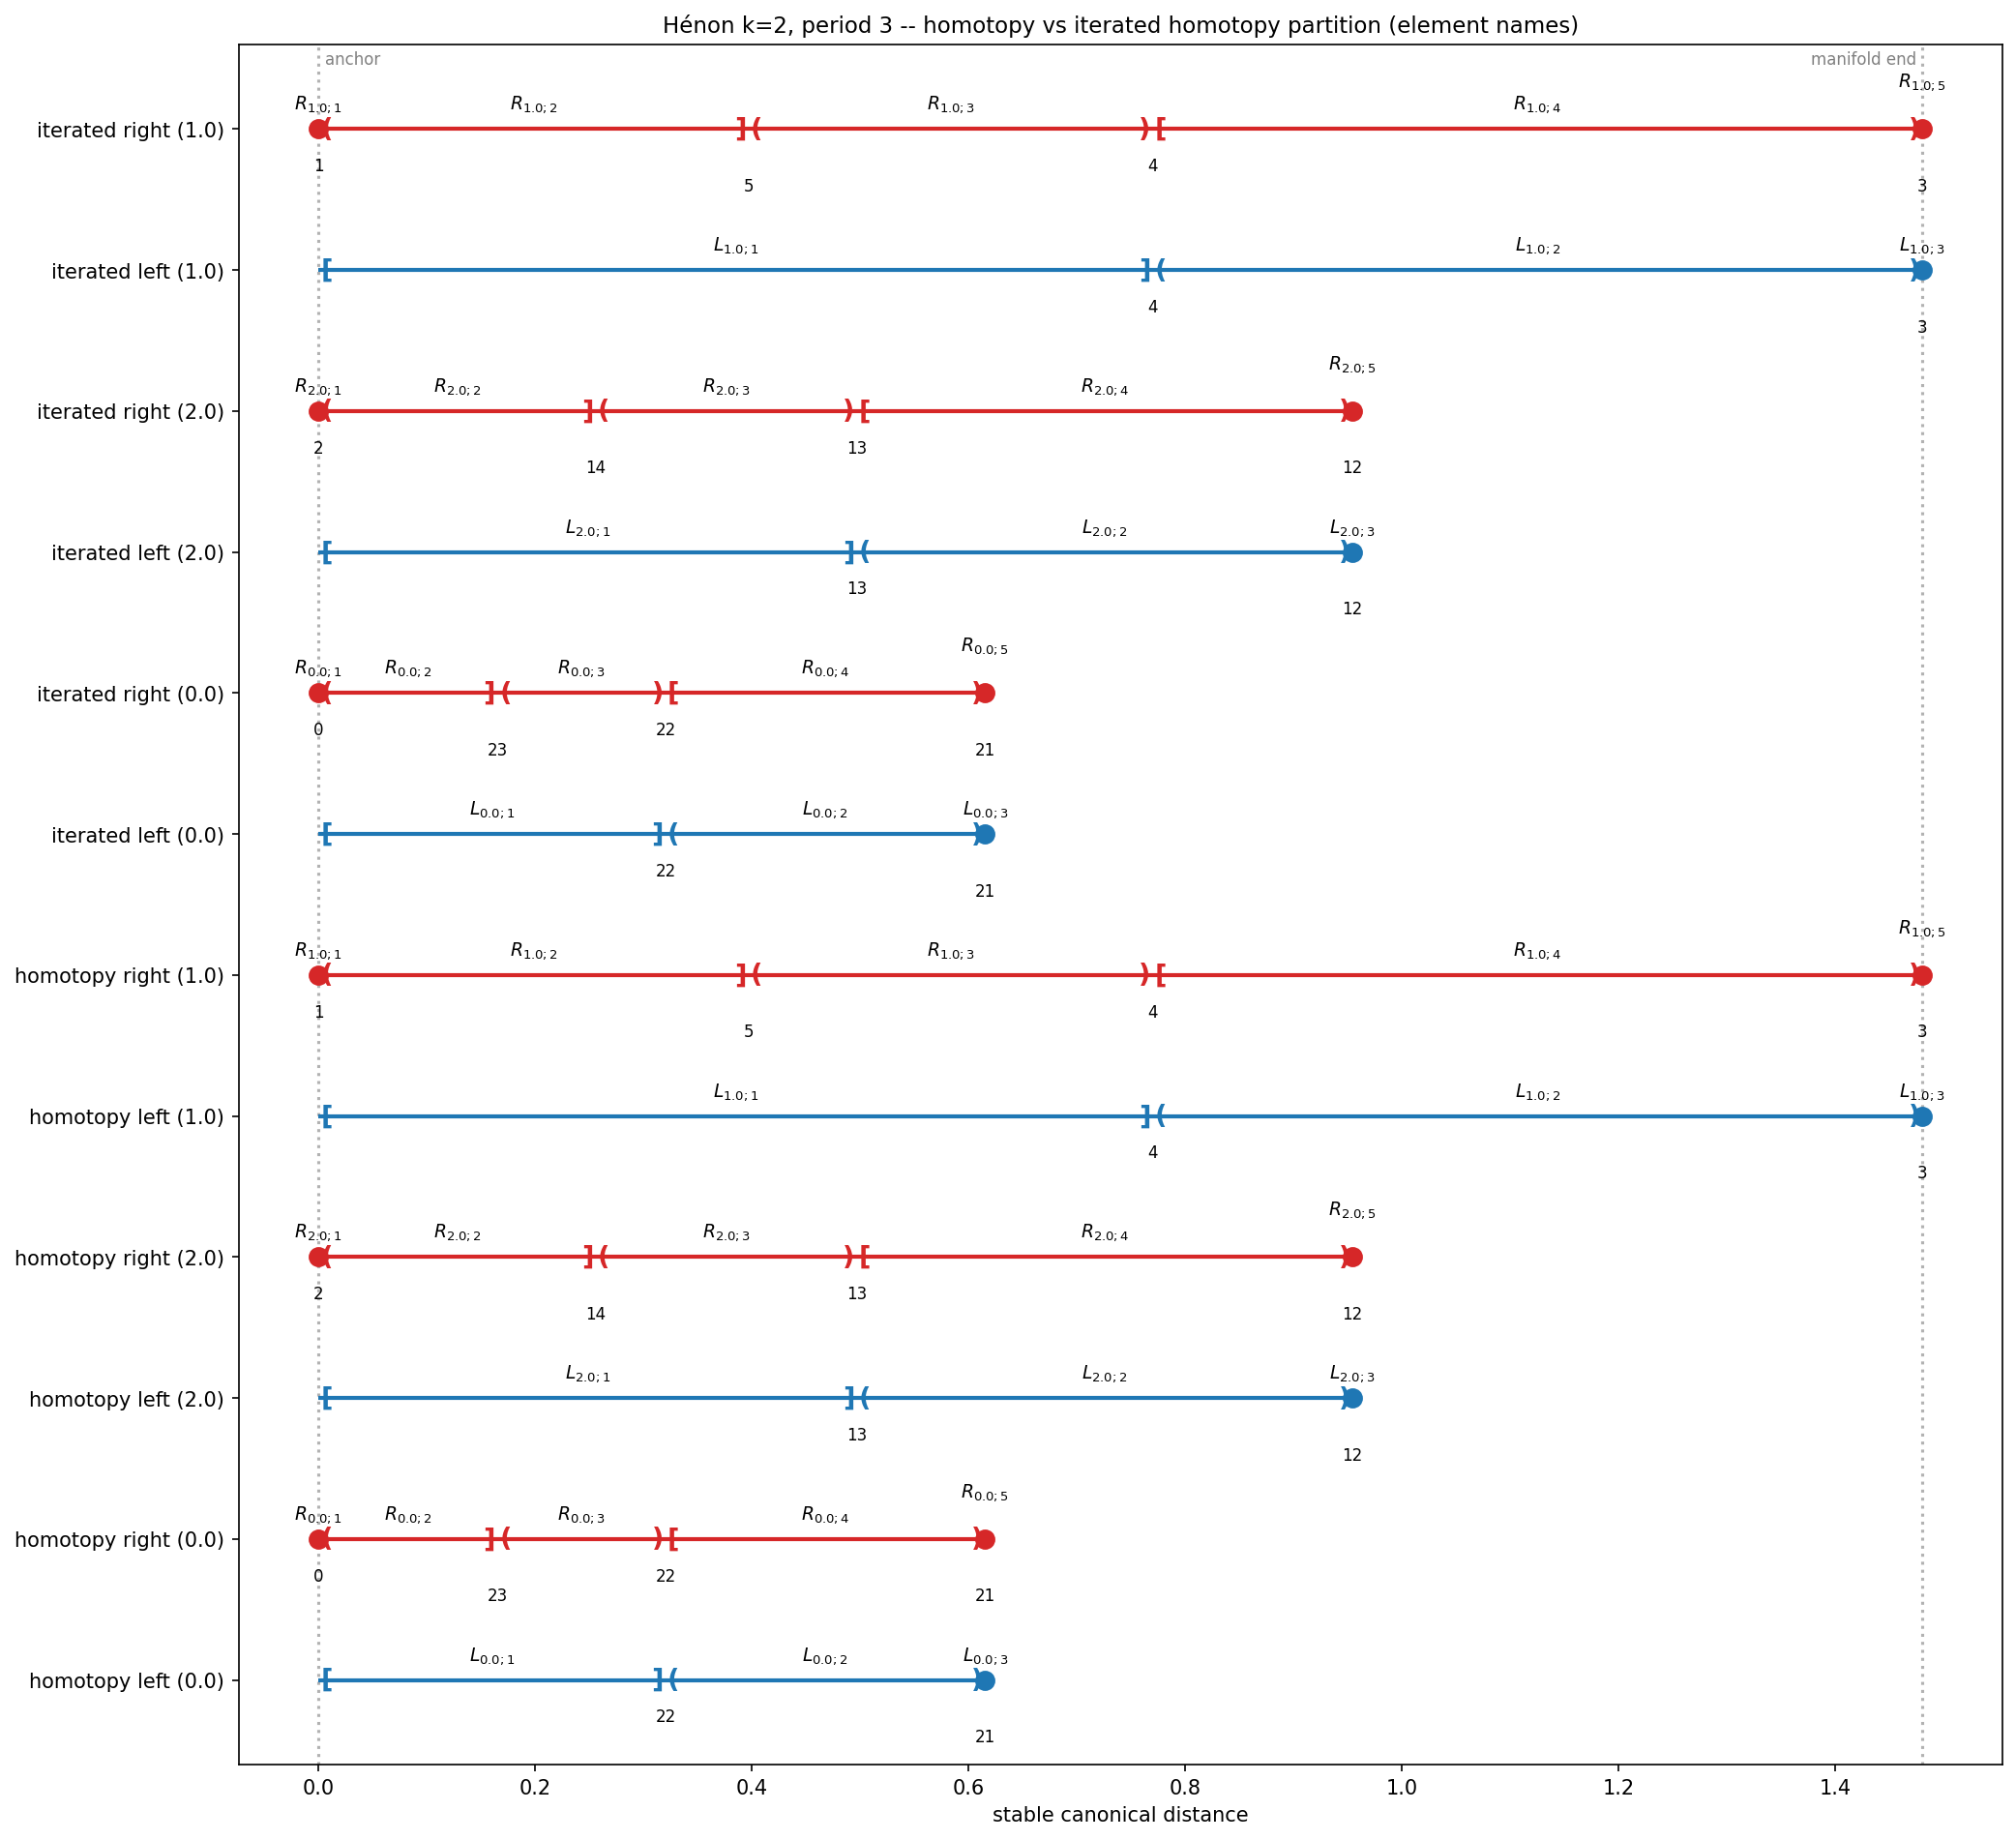 Hénon k=2, period 3 -- homotopy vs iterated homotopy partition (element names)
anchor manifold end
R1.0;5
R1.0;1 R1.0;2 R1.0;3 R1.0;4
iterated right (1.0) ( ] ( ) [ )
1 4
5 3
L1.0;1 L1.0;2 L1.0;3
iterated left (1.0) [ ] ( )
4
3
R2.0;5
R2.0;1 R2.0;2 R2.0;3 R2.0;4
iterated right (2.0) ( ] ( ) [ )
2 13
14 12
L2.0;1 L2.0;2 L2.0;3
iterated left (2.0) [ ] ( )
13
12
R0.0;5
R0.0;1 R0.0;2 R0.0;3 R0.0;4
iterated right (0.0) ( ] ( ) [ )
0 22
23 21
L0.0;1 L0.0;2 L0.0;3
iterated left (0.0) [ ] ( )
22
21
R1.0;5
R1.0;1 R1.0;2 R1.0;3 R1.0;4
homotopy right (1.0) ( ] ( ) [ )
1 4
5 3
L1.0;1 L1.0;2 L1.0;3
homotopy left (1.0) [ ] ( )
4
3
R2.0;5
R2.0;1 R2.0;2 R2.0;3 R2.0;4
homotopy right (2.0) ( ] ( ) [ )
2 13
14 12
L2.0;1 L2.0;2 L2.0;3
homotopy left (2.0) [ ] ( )
13
12
R0.0;5
R0.0;1 R0.0;2 R0.0;3 R0.0;4
homotopy right (0.0) ( ] ( ) [ )
0 22
23 21
L0.0;1 L0.0;2 L0.0;3
homotopy left (0.0) [ ] ( )
22
21
0.0 0.2 0.4 0.6 0.8 1.0 1.2 1.4
stable canonical distance